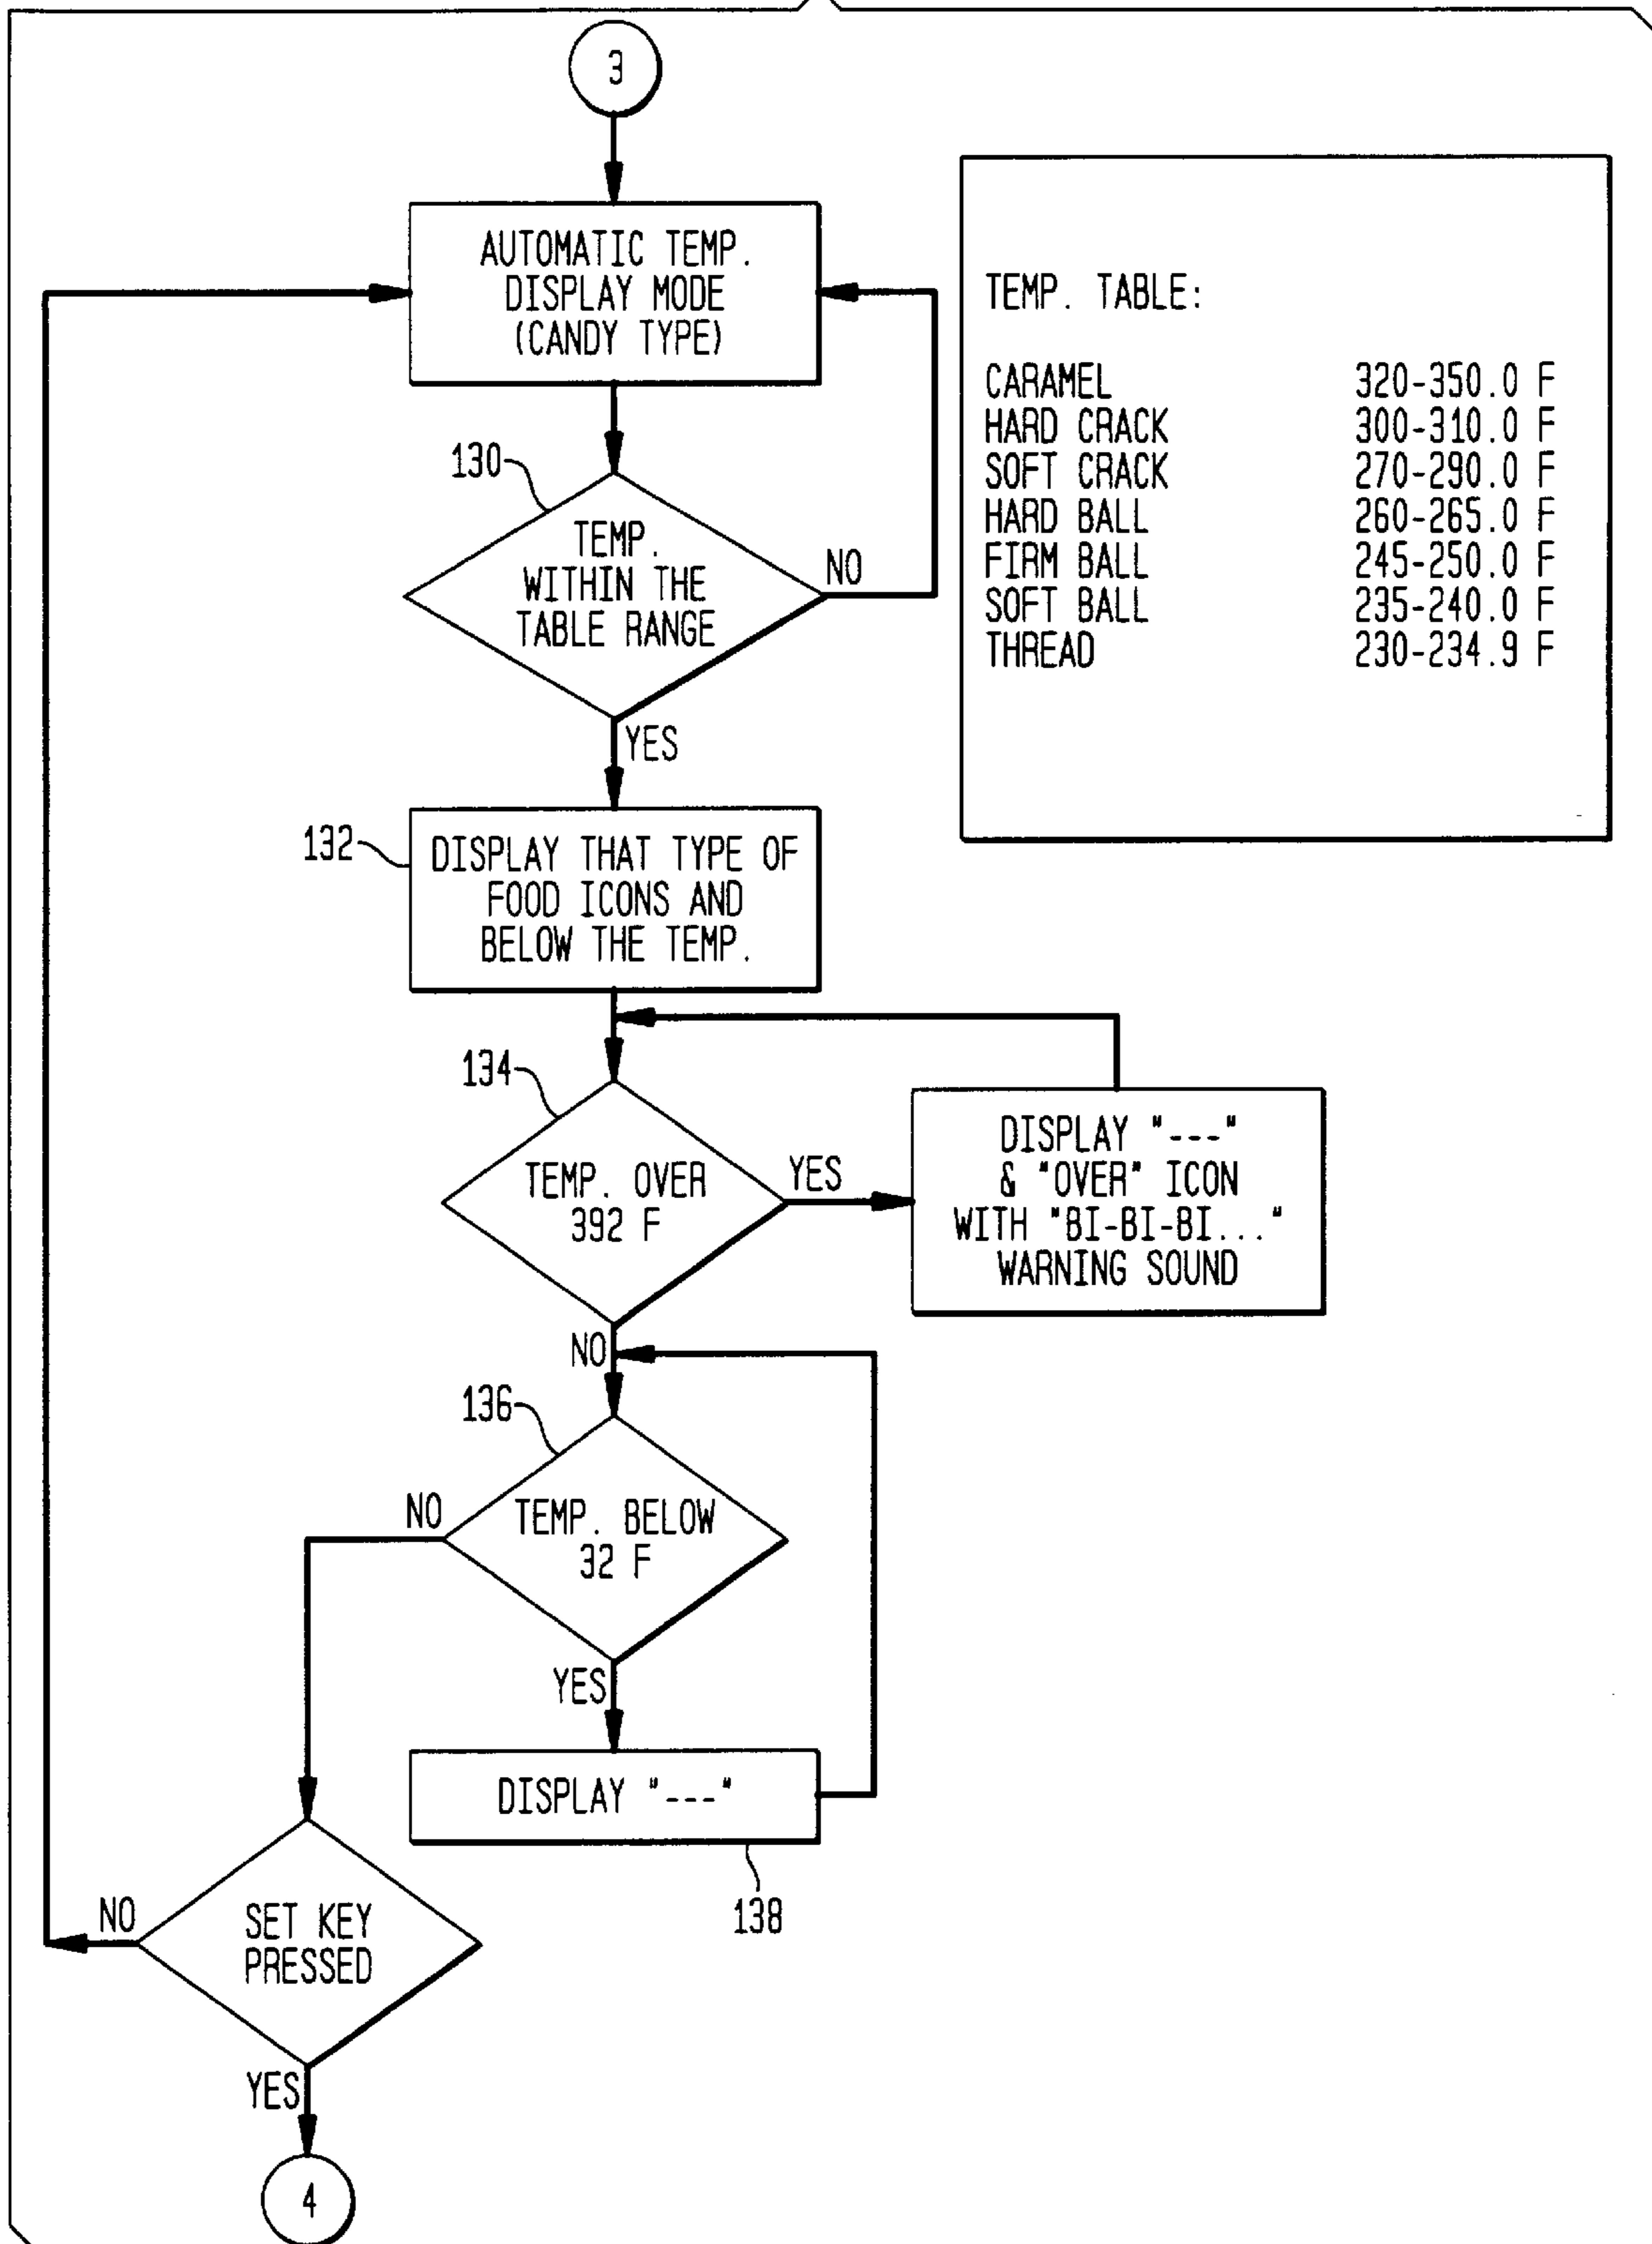 3
AUTOMATIC TEMP.
DISPLAY MODE
(CANDY TYPE)
TEMP. TABLE:
CARAMEL 320-350.0 F
HARD CRACK 300-310.0 F
SOFT CRACK 270-290.0 F
HARD BALL 260-265.0 F
FIRM BALL 245-250.0 F
SOFT BALL 235-240.0 F
THREAD 230-234.9 F
130
TEMP.
WITHIN THE
TABLE RANGE
NO
YES
132
DISPLAY THAT TYPE OF
FOOD ICONS AND
BELOW THE TEMP.
134
TEMP. OVER
392 F
YES
DISPLAY "---"
& "OVER" ICON
WITH "BI-BI-BI..."
WARNING SOUND
NO
136
TEMP. BELOW
32 F
NO
YES
DISPLAY "---"
138
SET KEY
PRESSED
NO
YES
4